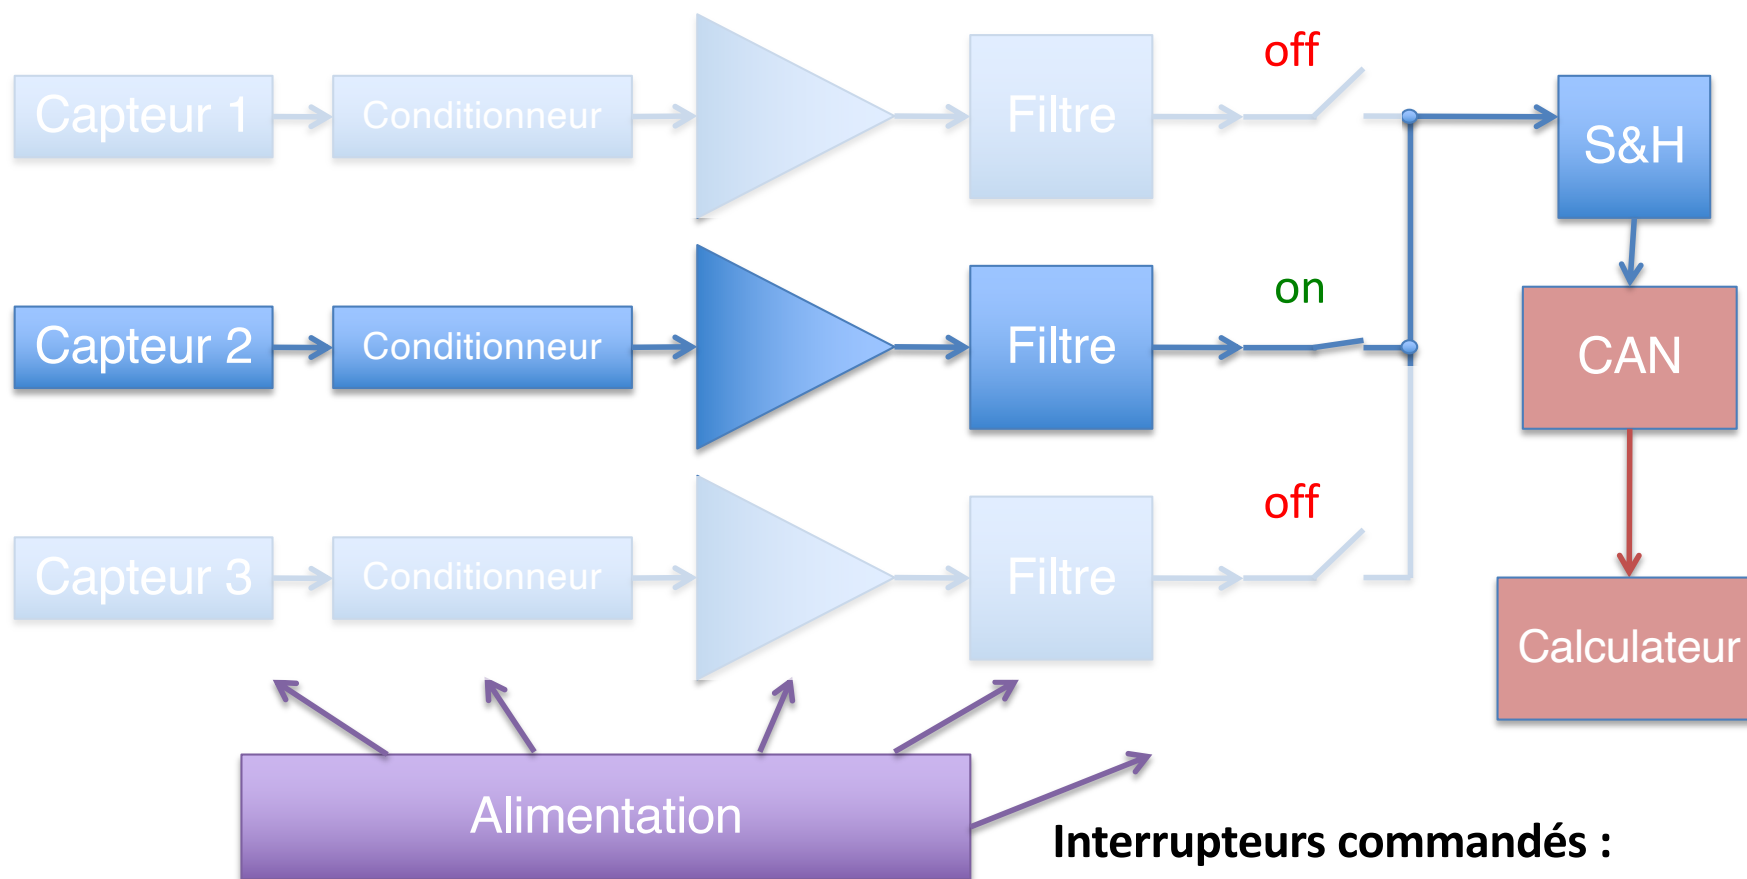 off
Capteur 1
Conditionneur
Filtre
S&H
on
Capteur 2
Conditionneur
Filtre
CAN
off
Capteur 3
Conditionneur
Filtre
Calculateur
Alimentation
Interrupteurs commandés :